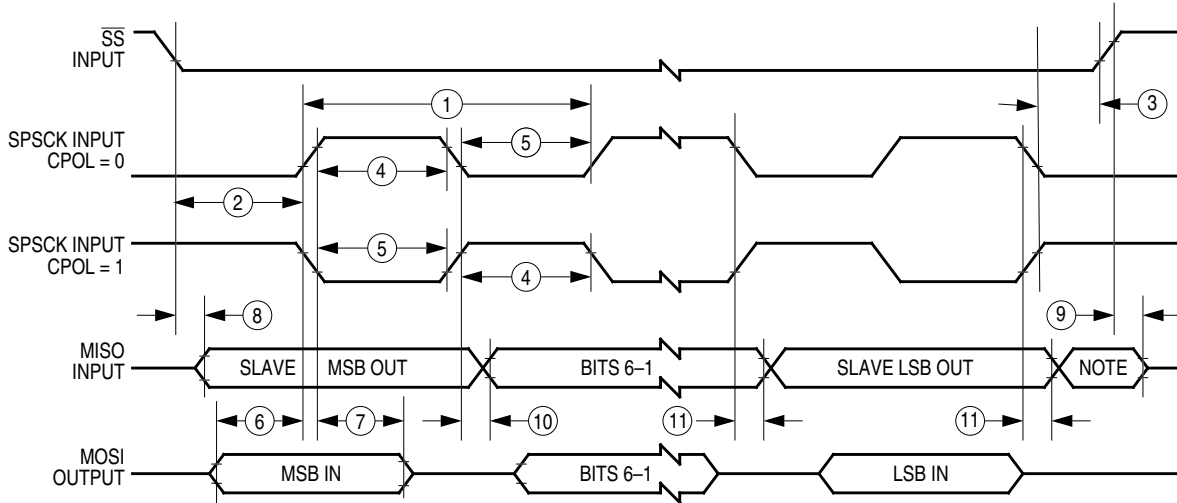 SS
INPUT
1
3
SPSCK INPUT
CPOL = 0
5
4
2
SPSCK INPUT
CPOL = 1
5
4
8
9
MISO
INPUT
SLAVE MSB OUT
BITS 6–1
SLAVE LSB OUT
NOTE
6
7
10
11
11
MOSI
OUTPUT
MSB IN
BITS 6–1
LSB IN